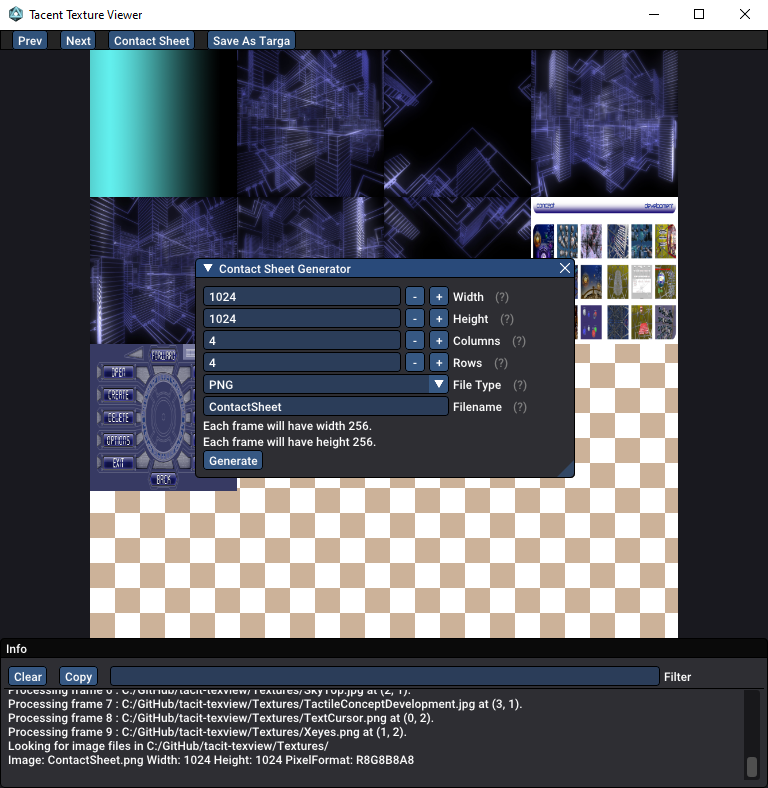 Tacent Texture Viewer
Prev Next Contact Sheet Save As Targa
concept development
Contact Sheet Generator
1024 - + Width (?)
1024 - + Height (?)
4 - + Columns (?)
4 - + Rows (?)
PNG File Type (?)
ContactSheet Filename (?)
Each frame will have width 256.
Each frame will have height 256.
Generate
FORWARD
OPEN
CREATE
DELETE
OPTIONS
EXIT
BACK
Info
Clear Copy Filter
Processing frame 6 : C:/GitHub/tacit-texview/Textures/SkyTop.jpg at (2, 1).
Processing frame 7 : C:/GitHub/tacit-texview/Textures/TactileConceptDevelopment.jpg at (3, 1).
Processing frame 8 : C:/GitHub/tacit-texview/Textures/TextCursor.png at (0, 2).
Processing frame 9 : C:/GitHub/tacit-texview/Textures/Xeyes.png at (1, 2).
Looking for image files in C:/GitHub/tacit-texview/Textures/
Image: ContactSheet.png Width: 1024 Height: 1024 PixelFormat: R8G8B8A8